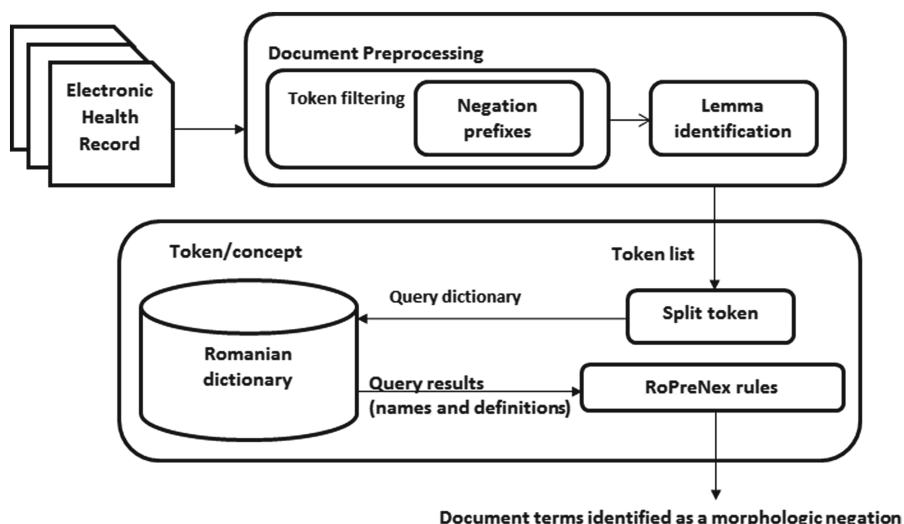 Electronic
Health
Record
Document Preprocessing
Token filtering
Negation
prefixes
Lemma
identification
Token/concept
Token list
Query dictionary
Split token
Romanian
dictionary
Query results
(names and definitions)
RoPreNex rules
Document terms identified as a morphologic negation